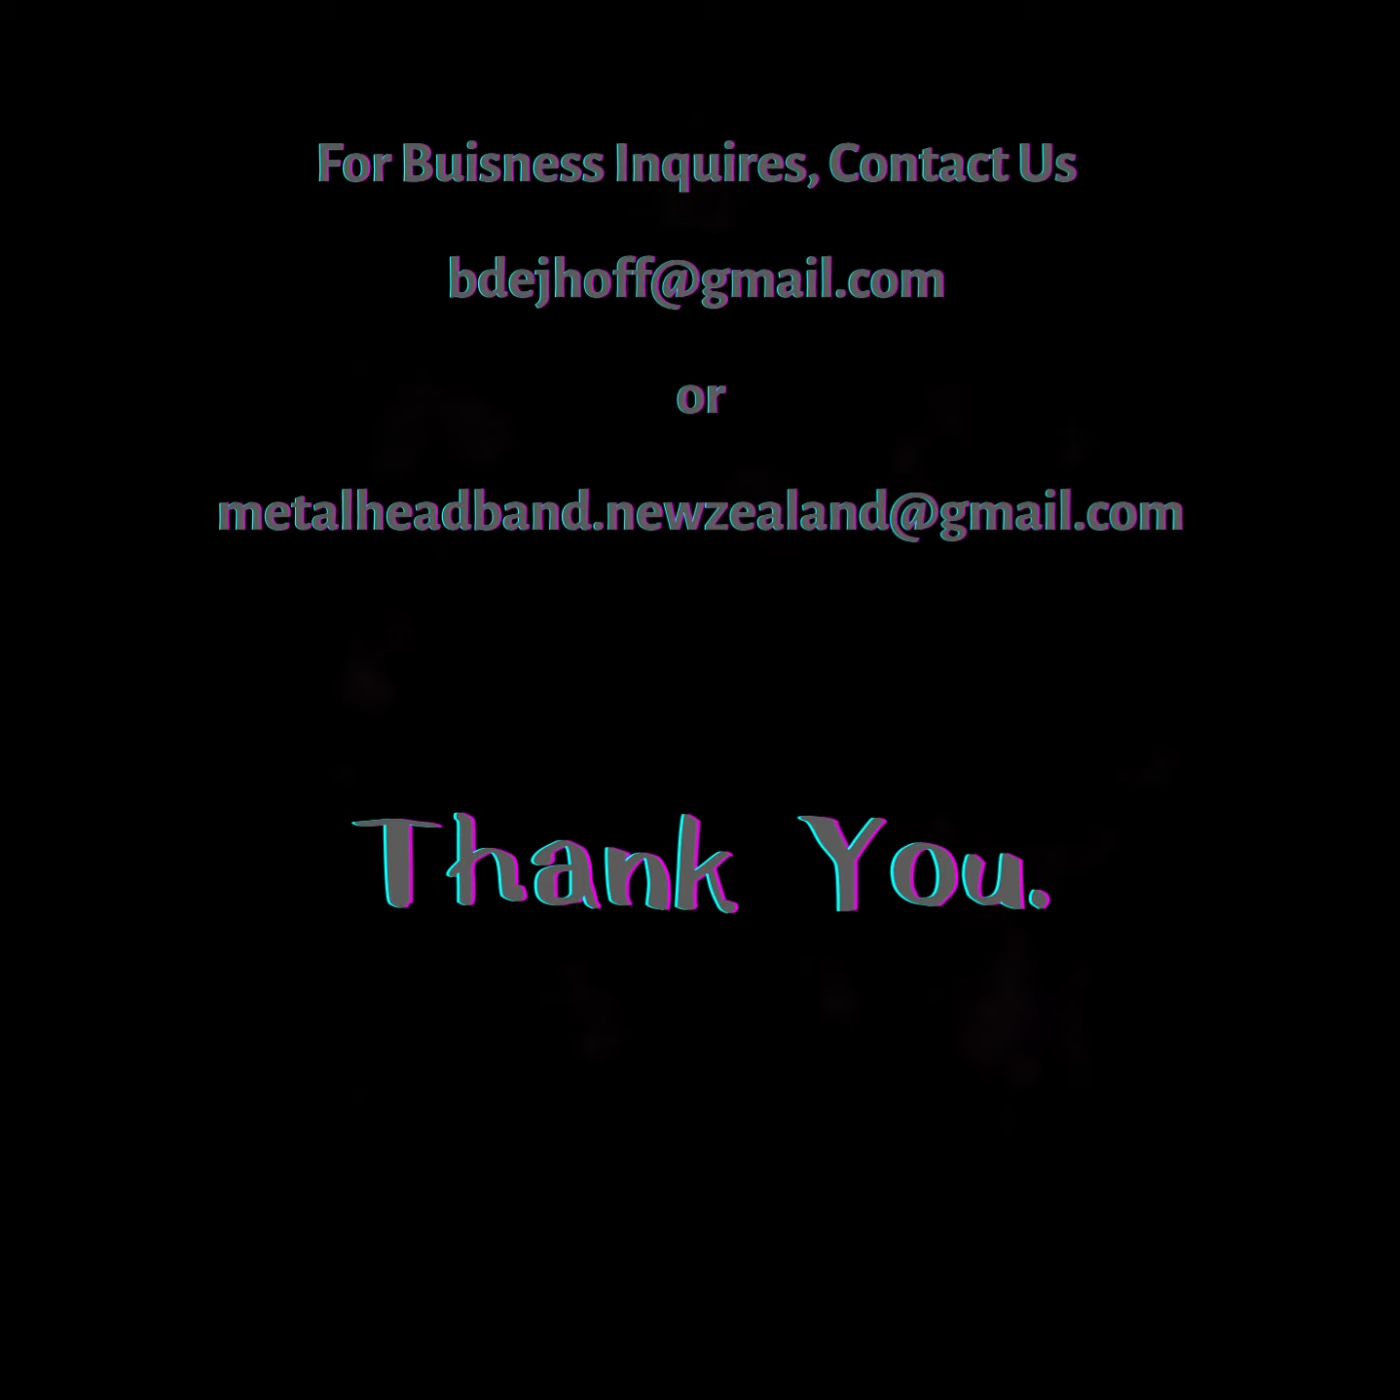 For Buisness Inquires, Contact Us
bdejhoff@gmail.com
or
metalheadband.newzealand@gmail.com
Thank You.